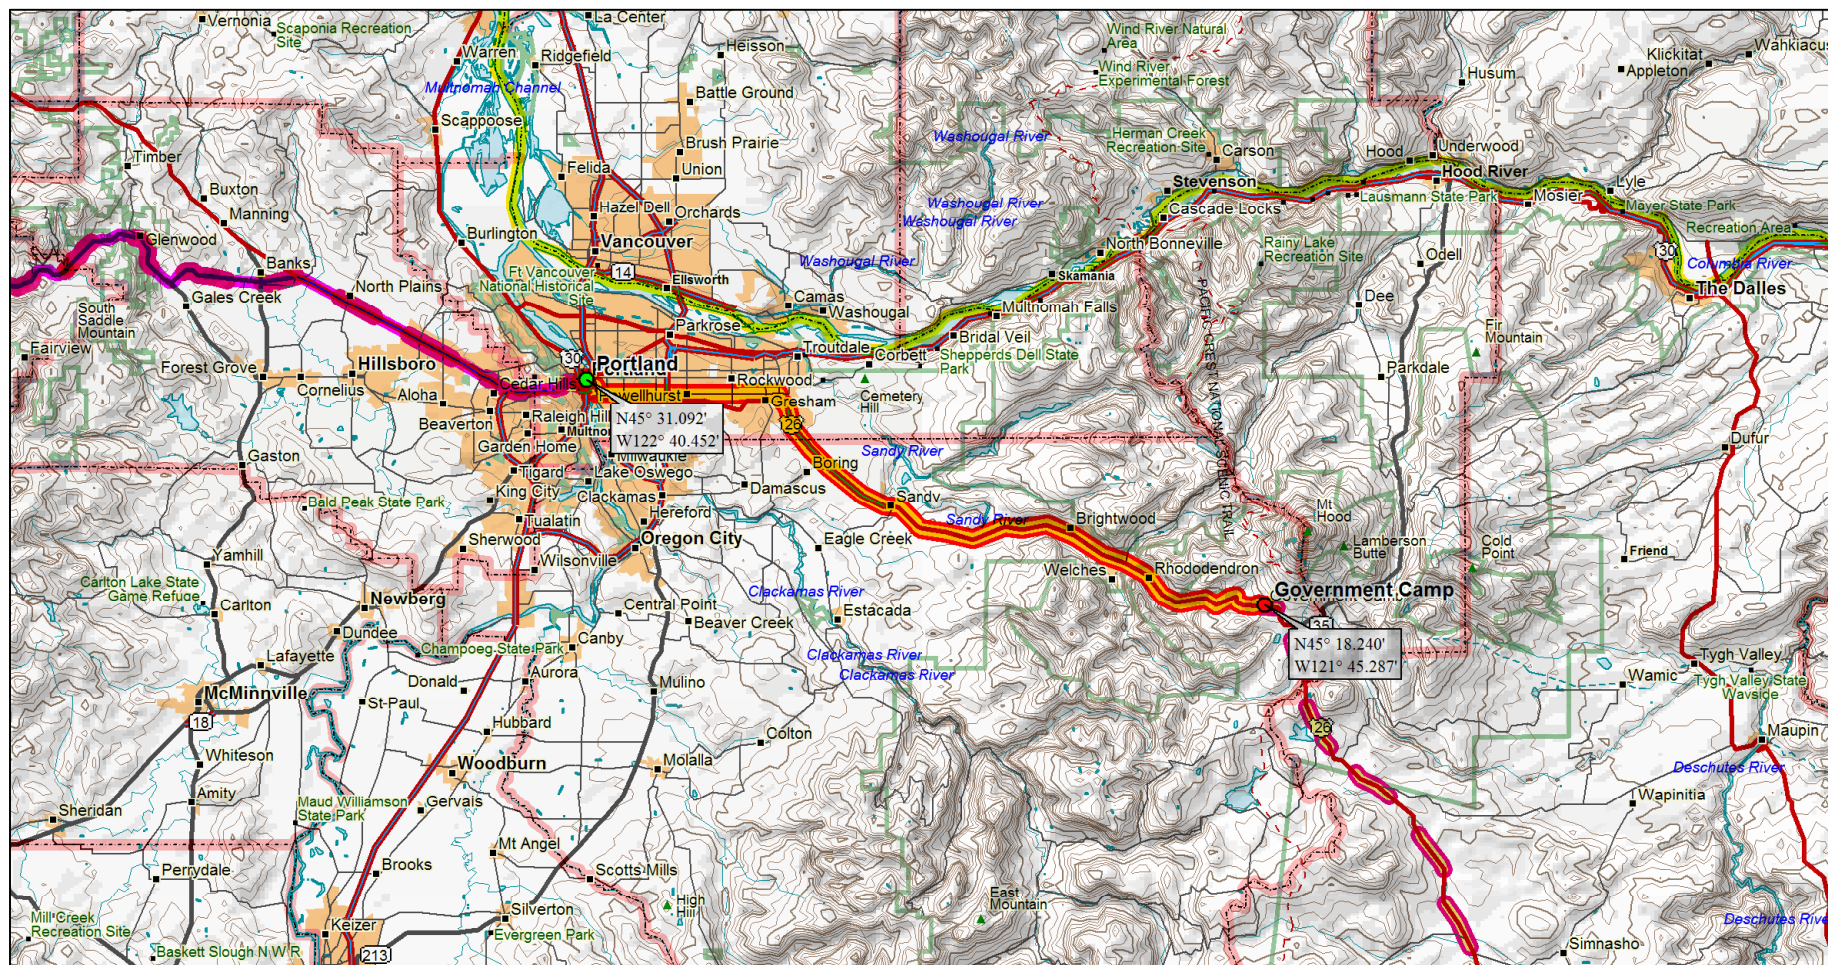 Vernonia
Scaponia Recreation
Site
La Center
Heisson
Wind River Natural
Area
Wind River
Experimental Forest
Wahkiacus
Klickitat
Appleton
Husum
Warren
Ridgefield
Multnomah Channel
Battle Ground
Scappoose
Brush Prairie
Washougal River
Herman Creek
Recreation Site
Carson
Hood
Underwood
Timber
Felida
Union
Stevenson
Hood River
Lyle
Buxton
Manning
Hazel Dell
Orchards
Washougal River
Washougal River
Cascade Locks
Lausmann State Park
Mosier
Mayer State Park
Recreation Area
Glenwood
Burlington
Vancouver
North Bonneville
Rainy Lake
Recreation Site
Odell
30
Columbia River
Banks
Ft Vancouver
National Historical
Site
14
Ellsworth
Washougal River
Skamania
The Dalles
Gales Creek
North Plains
Camas
Washougal
Multnomah Falls
Dee
South
Saddle
Mountain
Parkrose
Bridal Veil
Fir
Mountain
Fairview
Forest Grove
Hillsboro
30
Portland
Troutdale
Corbett
Shepperds Dell State
Park
Parkdale
Cornelius
Aloha
Cedar Hills
Rockwood
Cemetery
Hill
PACIFIC CREST NATIONAL SCENIC TRAIL
Beaverton
Raleigh Hill
N45° 31.092'
W122° 40.452'
Gresham
26
Garden Home
Milwaukie
Sandy River
Dufur
Gaston
Tigard
Lake Oswego
Boring
King City
Clackamas
Damascus
Sandy
Bald Peak State Park
Hereford
Sandy River
Brightwood
Mt
Hood
Tualatin
Sherwood
Oregon City
Eagle Creek
Lamberson
Butte
Cold
Point
Friend
Yamhill
Wilsonville
Welches
Rhododendron
Carlton Lake State
Game Refuge
Carlton
Newberg
Central Point
Beaver Creek
Clackamas River
Estacada
Government Camp
35
Dundee
Canby
N45° 18.240'
W121° 45.287'
Lafayette
Champoeg State Park
Clackamas River
Clackamas River
Tygh Valley
Wamic
Tygh Valley State
Wayside
McMinnville
Donald
Aurora
Mulino
18
St Paul
Hubbard
Colton
26
Maupin
Whiteson
Woodburn
Molalla
Deschutes River
Amity
Gervais
Wapinitia
Sheridan
Maud Williamson
State Park
Mt Angel
Brooks
Scotts Mills
Perrydale
High
Hill
East
Mountain
Mill Creek
Recreation Site
Keizer
Silverton
Evergreen Park
Deschutes Rive
Baskett Slough N W R
213
Simnasho